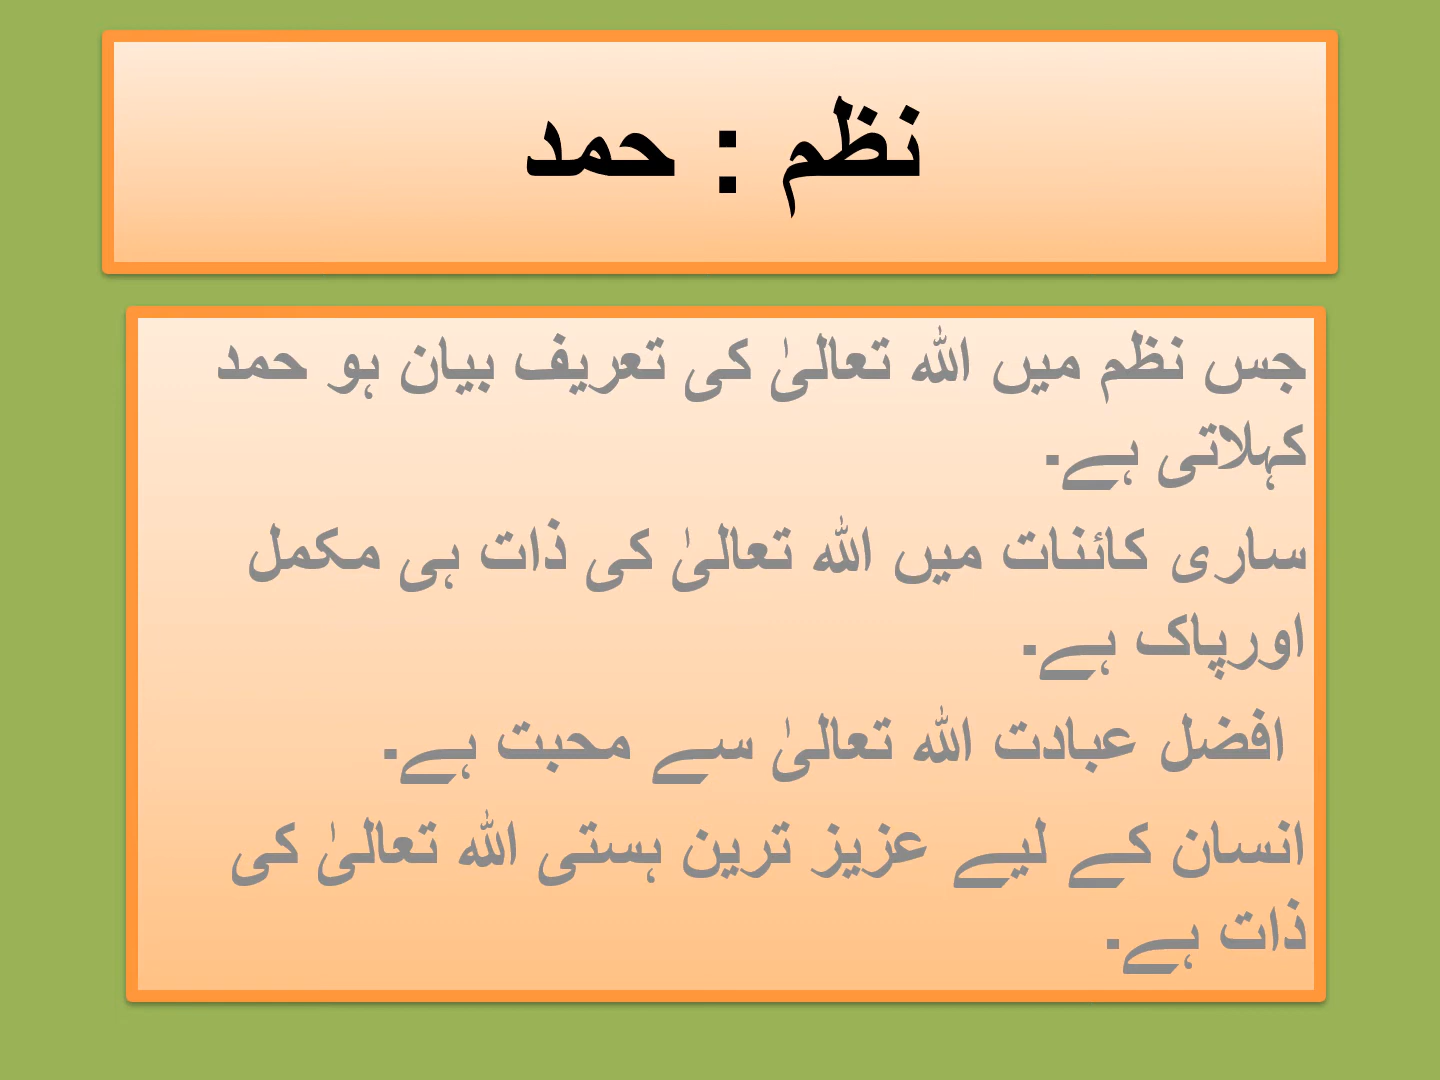 نظم : حمد
جس نظم میں اللہ تعالیٰ کی تعریف بیان ہو حمد
کہلاتی ہے۔
ساری کائنات میں اللہ تعالیٰ کی ذات ہی مکمل
اورپاک ہے۔
افضل عبادت اللہ تعالیٰ سے محبت ہے۔
انسان کے لیے عزیز ترین ہستی اللہ تعالیٰ کی
ذات ہے۔